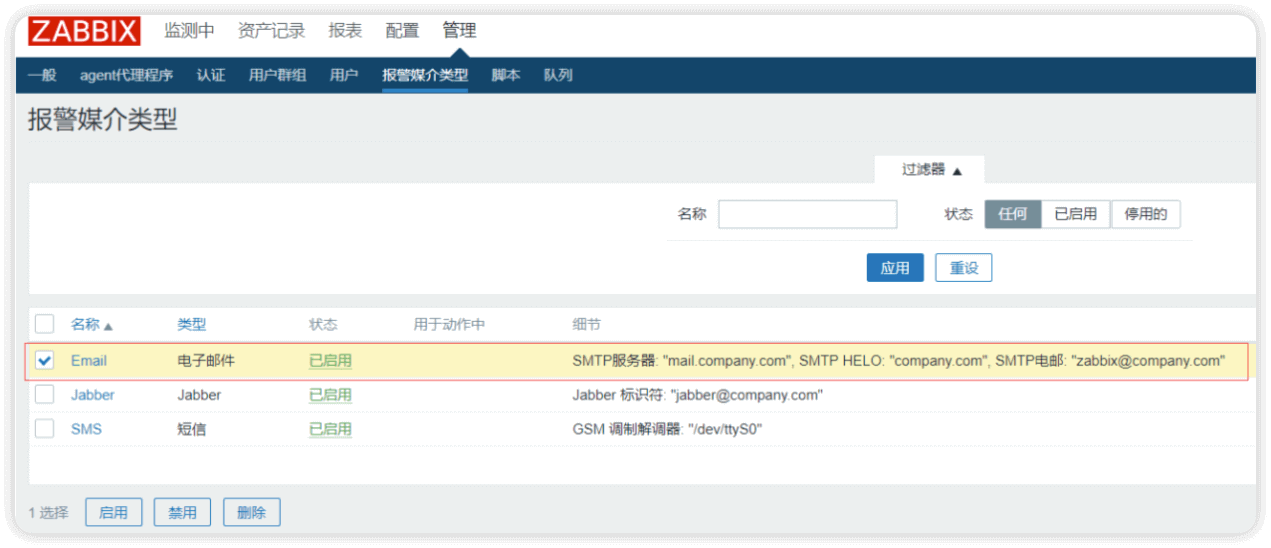 ZABBIX 监测中 资产记录 报表 配置 管理
一般 agent代理程序 认证 用户群组 用户 报警媒介类型 脚本 队列
报警媒介类型
过滤器 ▲
名称 状态 任何 已启用 停用的
应用 重设
名称 ▲ 类型 状态 用于动作中 细节
Email 电子邮件 已启用 SMTP服务器: "mail.company.com", SMTP HELO: "company.com", SMTP电邮: "zabbix@company.com"
Jabber Jabber 已启用 Jabber 标识符: "jabber@company.com"
SMS 短信 已启用 GSM 调制解调器: "/dev/ttyS0"
1 选择 启用 禁用 删除